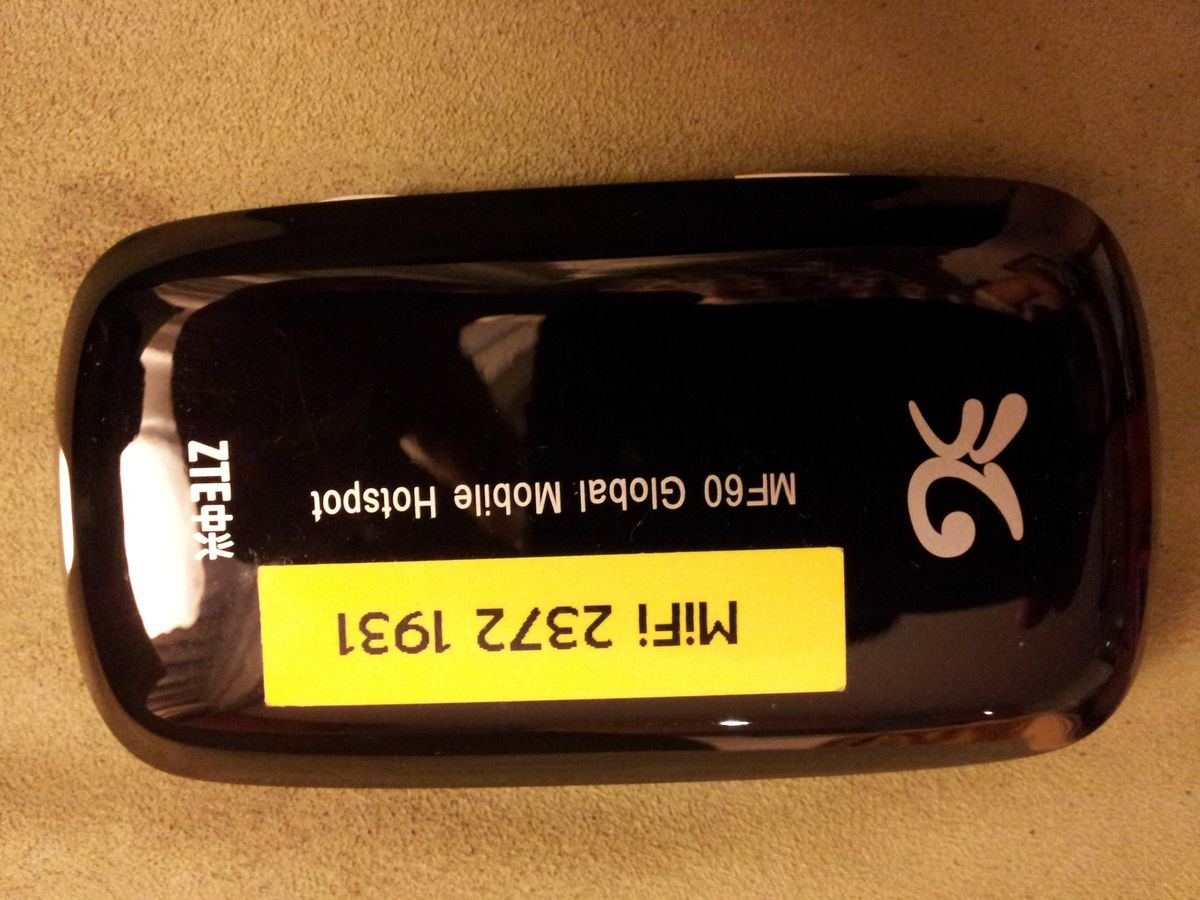 MiFi 2372 1931
MF60 Global Mobile Hotspot
ZTE中兴